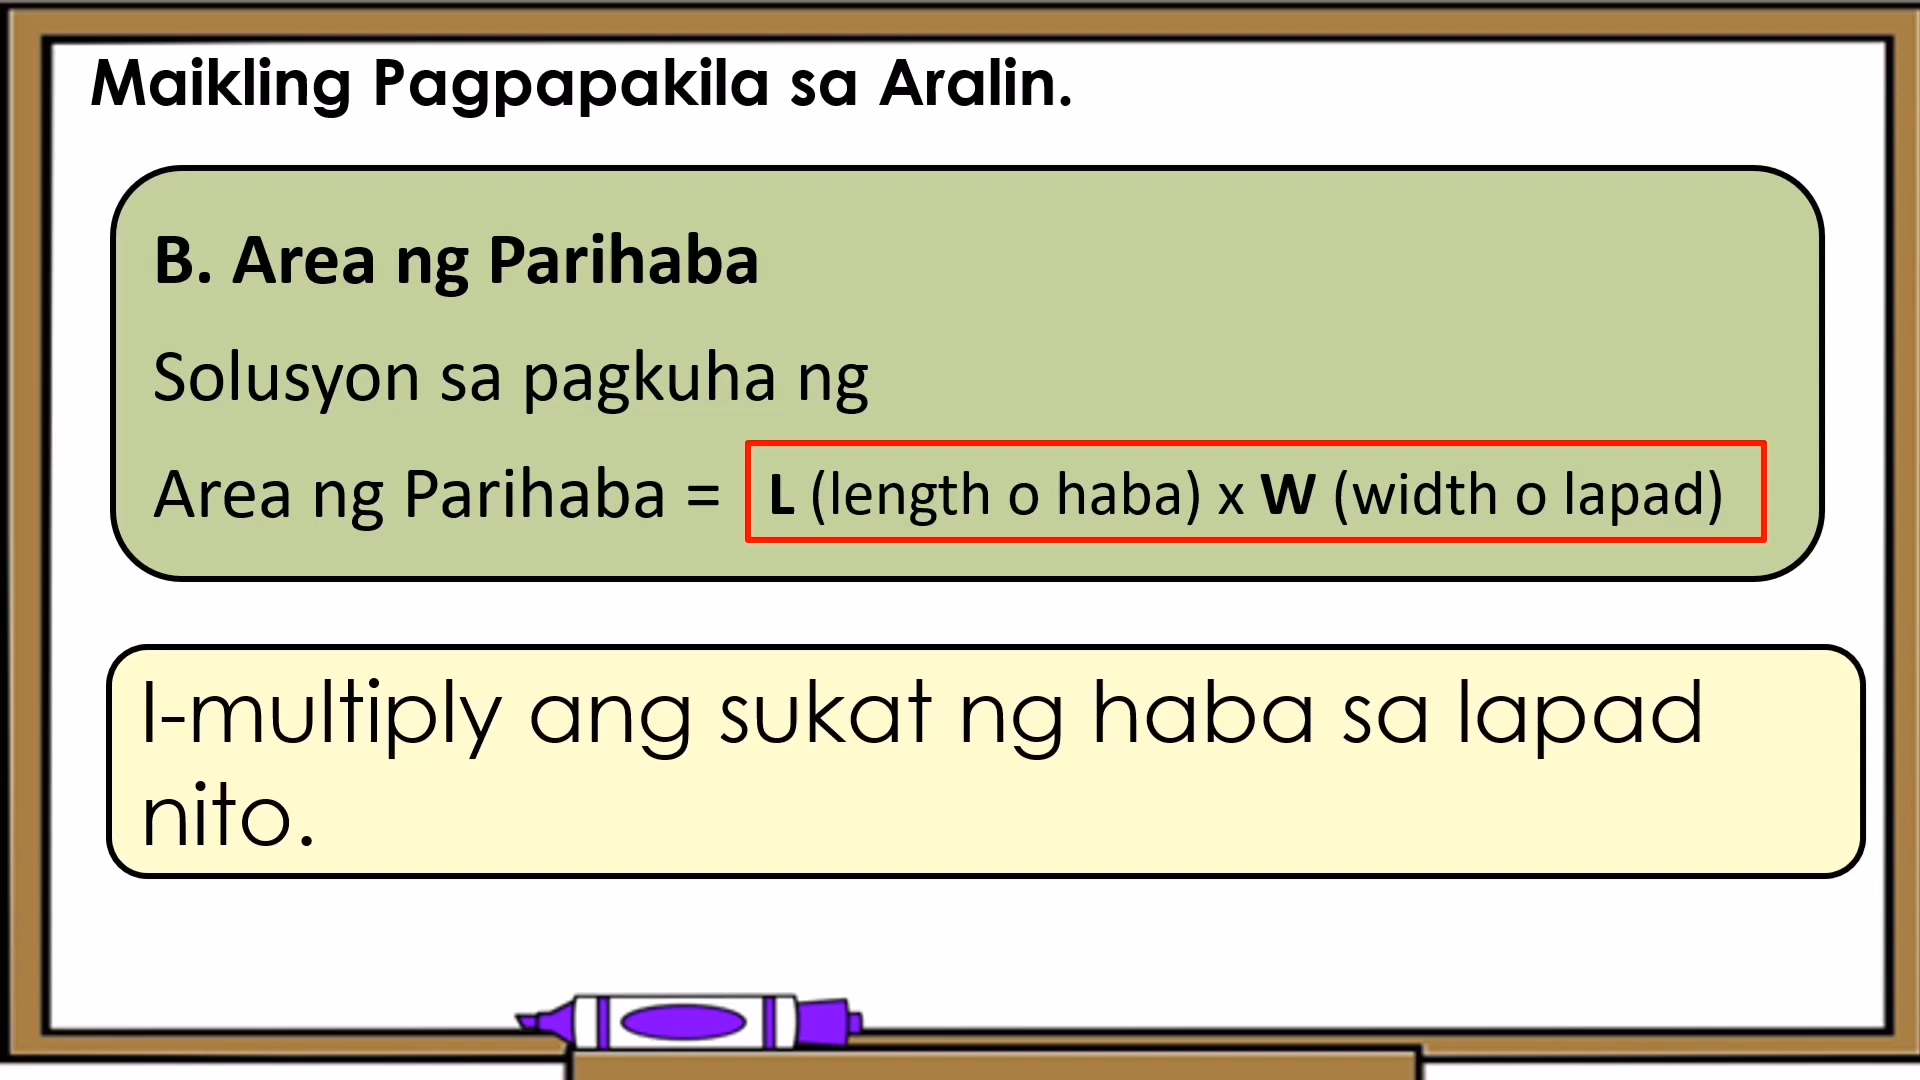 Maikling Pagpapakila sa Aralin.
B. Area ng Parihaba
Solusyon sa pagkuha ng
Area ng Parihaba = L (length o haba) x W (width o lapad)
I-multiply ang sukat ng haba sa lapad
nito.